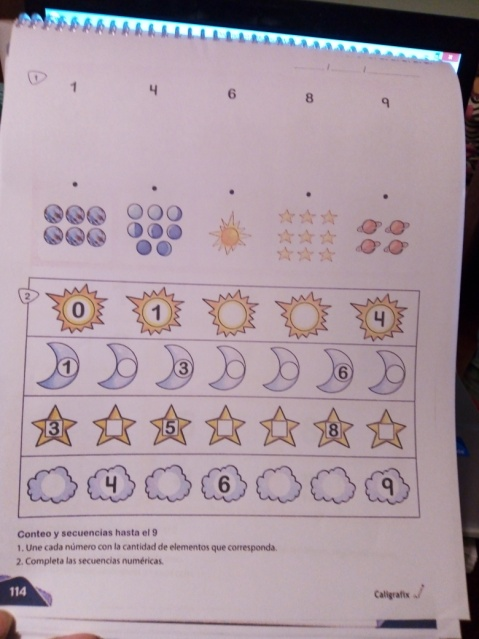 1
1 4 6 8 9
2
0 1 4
1 3 6
3 5 8
4 6 9
Conteo y secuencias hasta el 9
1. Une cada número con la cantidad de elementos que corresponda.
2. Completa las secuencias numéricas.
114
Caligrafix